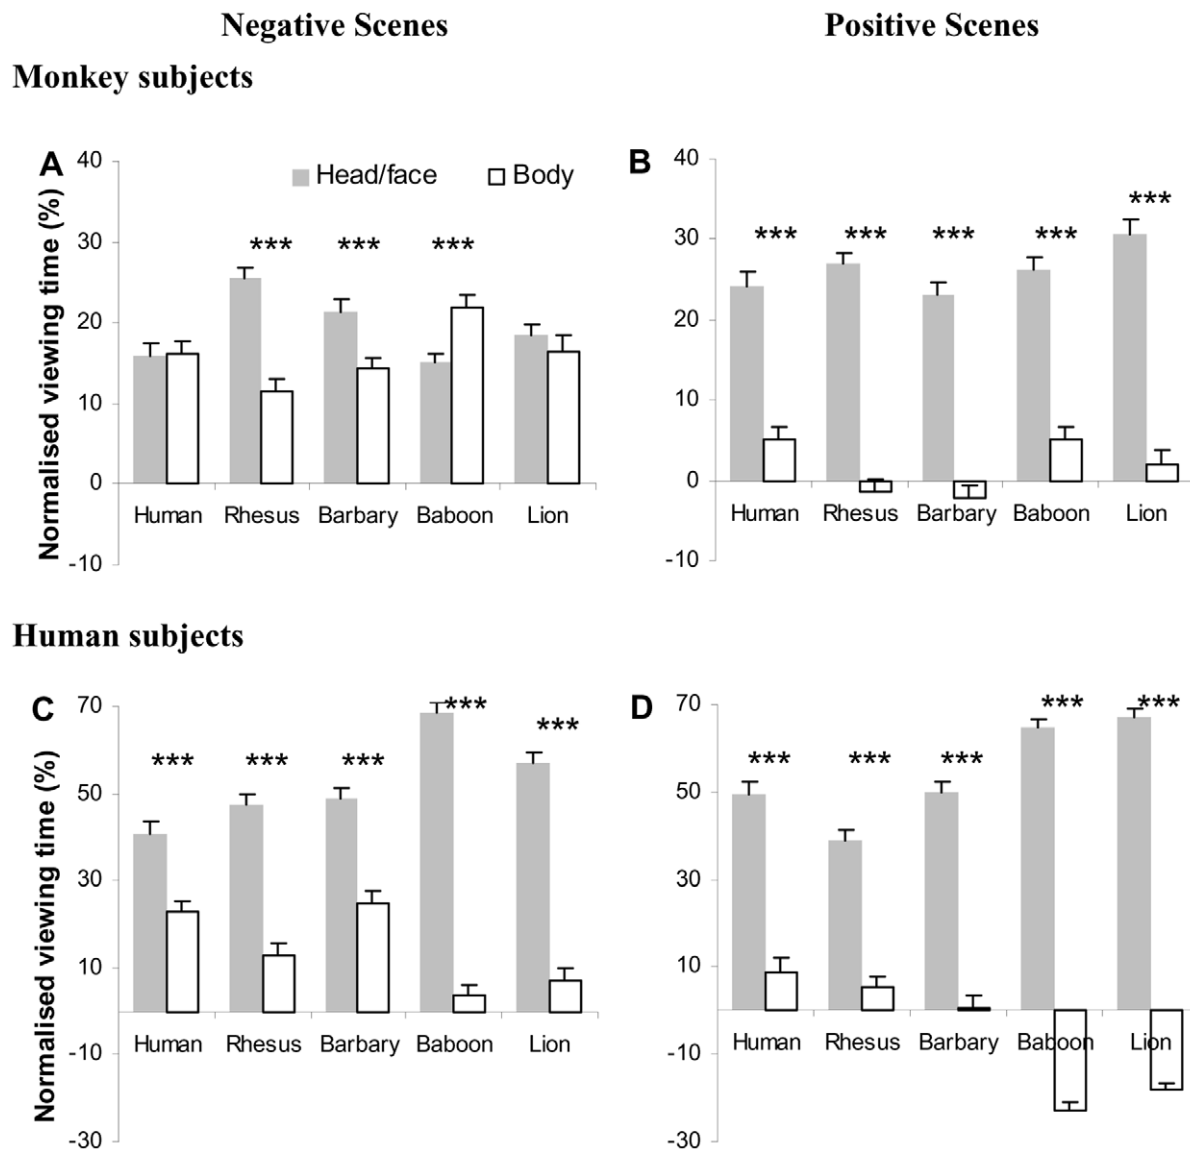 Negative Scenes
Positive Scenes
Monkey subjects
A
Normalised viewing time (%)
40
30
20
10
0
-10
Head/face
Body
***
***
***
Human
Rhesus
Barbary
Baboon
Lion
B
40
30
20
10
0
-10
***
***
***
***
***
Human
Rhesus
Barbary
Baboon
Lion
Human subjects
C
Normalised viewing time (%)
70
50
30
10
-10
-30
***
***
***
***
***
Human
Rhesus
Barbary
Baboon
Lion
D
70
50
30
10
-10
-30
***
***
***
***
***
Human
Rhesus
Barbary
Baboon
Lion